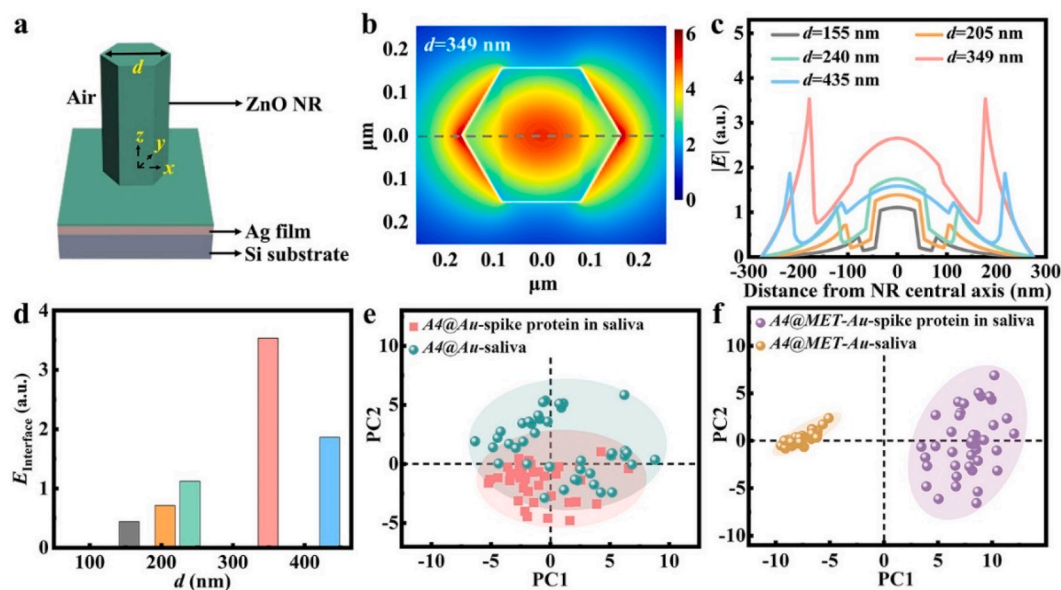 a
d
Air
ZnO NR
z
y
x
Ag film
Si substrate
b
d=349 nm
0.2
0.1
0.0
0.1
0.2
μm
0.2 0.1 0.0 0.1 0.2
μm
6
4
2
0
c
d=155 nm d=205 nm
d=240 nm d=349 nm
d=435 nm
5
4
3
2
1
0
|E| (a.u.)
-300 -200 -100 0 100 200 300
Distance from NR central axis (nm)
d
4
3
2
1
0
EInterface (a.u.)
100 200 300 400
d (nm)
e
A4@Au-spike protein in saliva
A4@Au-saliva
10
5
0
-5
PC2
-10 -5 0 5 10
PC1
f
A4@MET-Au-spike protein in saliva
A4@MET-Au-saliva
10
5
0
-5
-10
PC2
-10 -5 0 5 10
PC1